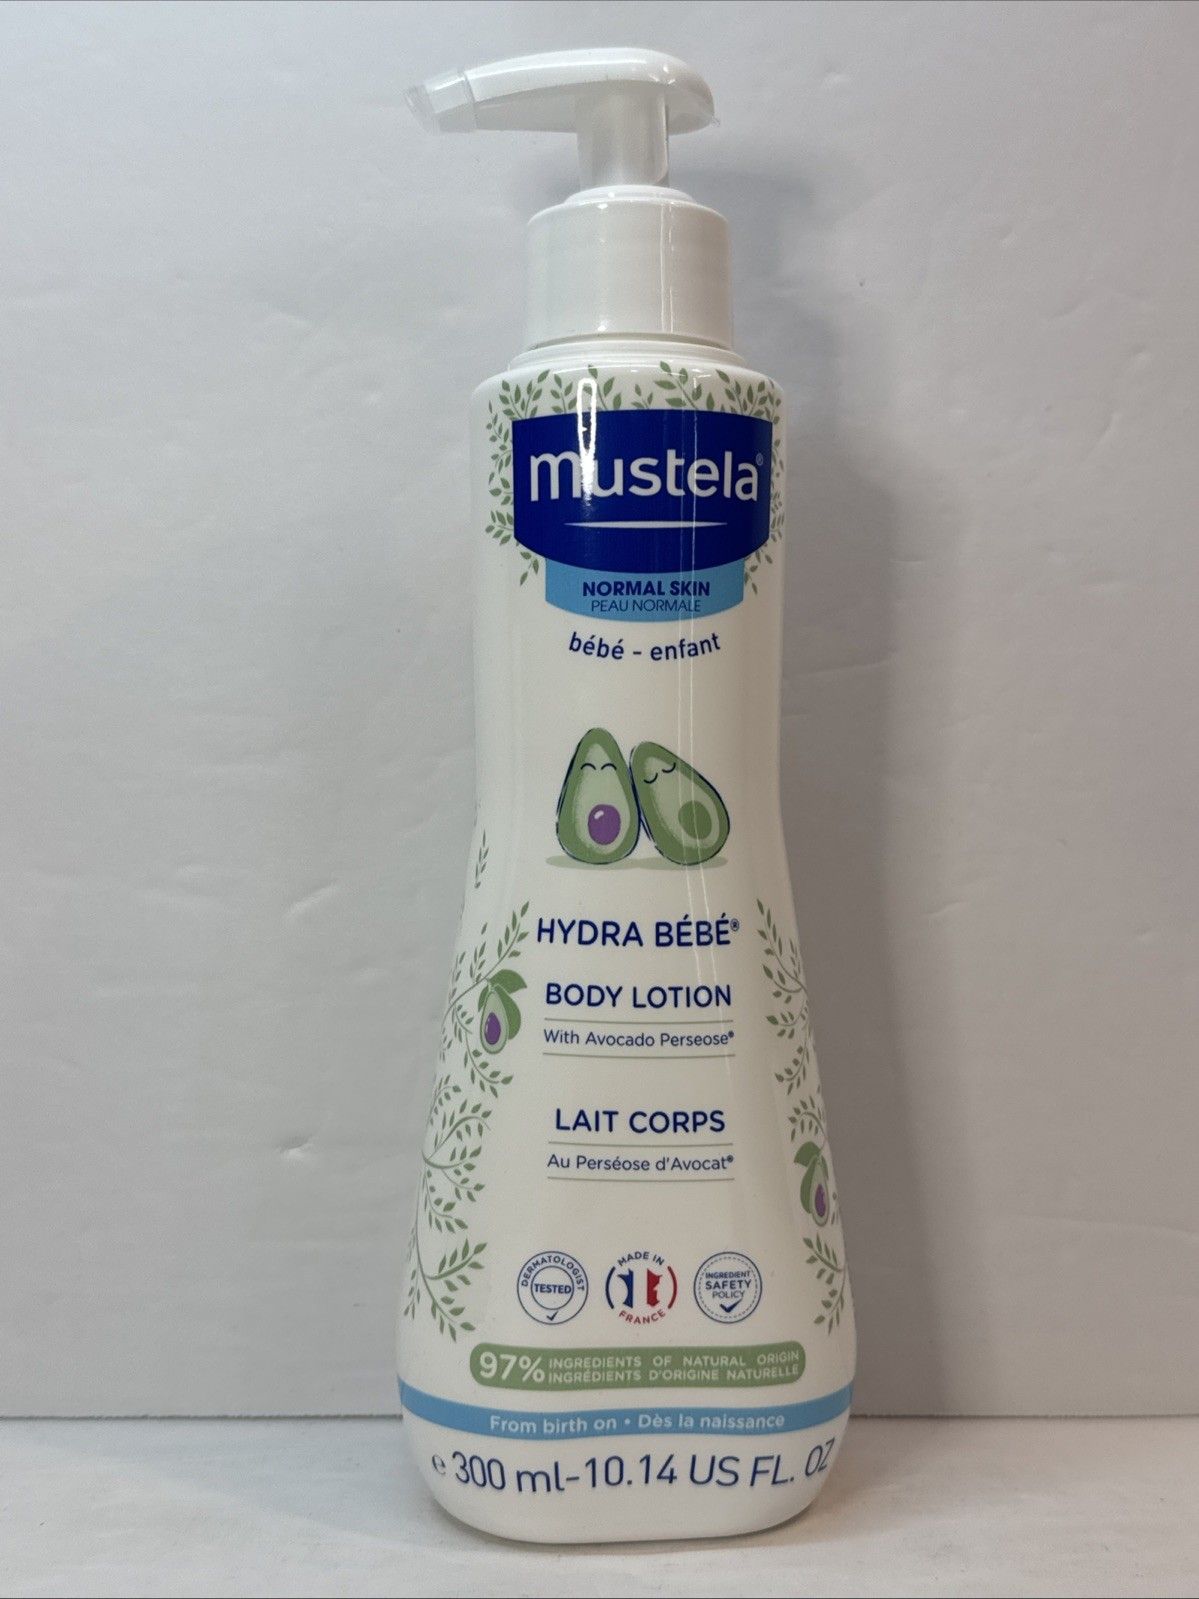 mustela®
NORMAL SKIN
PEAU NORMALE
bébé - enfant
HYDRA BÉBÉ®
BODY LOTION
With Avocado Perseose®
LAIT CORPS
Au Perséose d'Avocat®
DERMATOLOGIST
TESTED
MADE IN
FRANCE
INGREDIENT
SAFETY
POLICY
97% INGREDIENTS OF NATURAL ORIGIN
INGRÉDIENTS D'ORIGINE NATURELLE
From birth on • Dès la naissance
℮ 300 ml-10.14 US FL. OZ